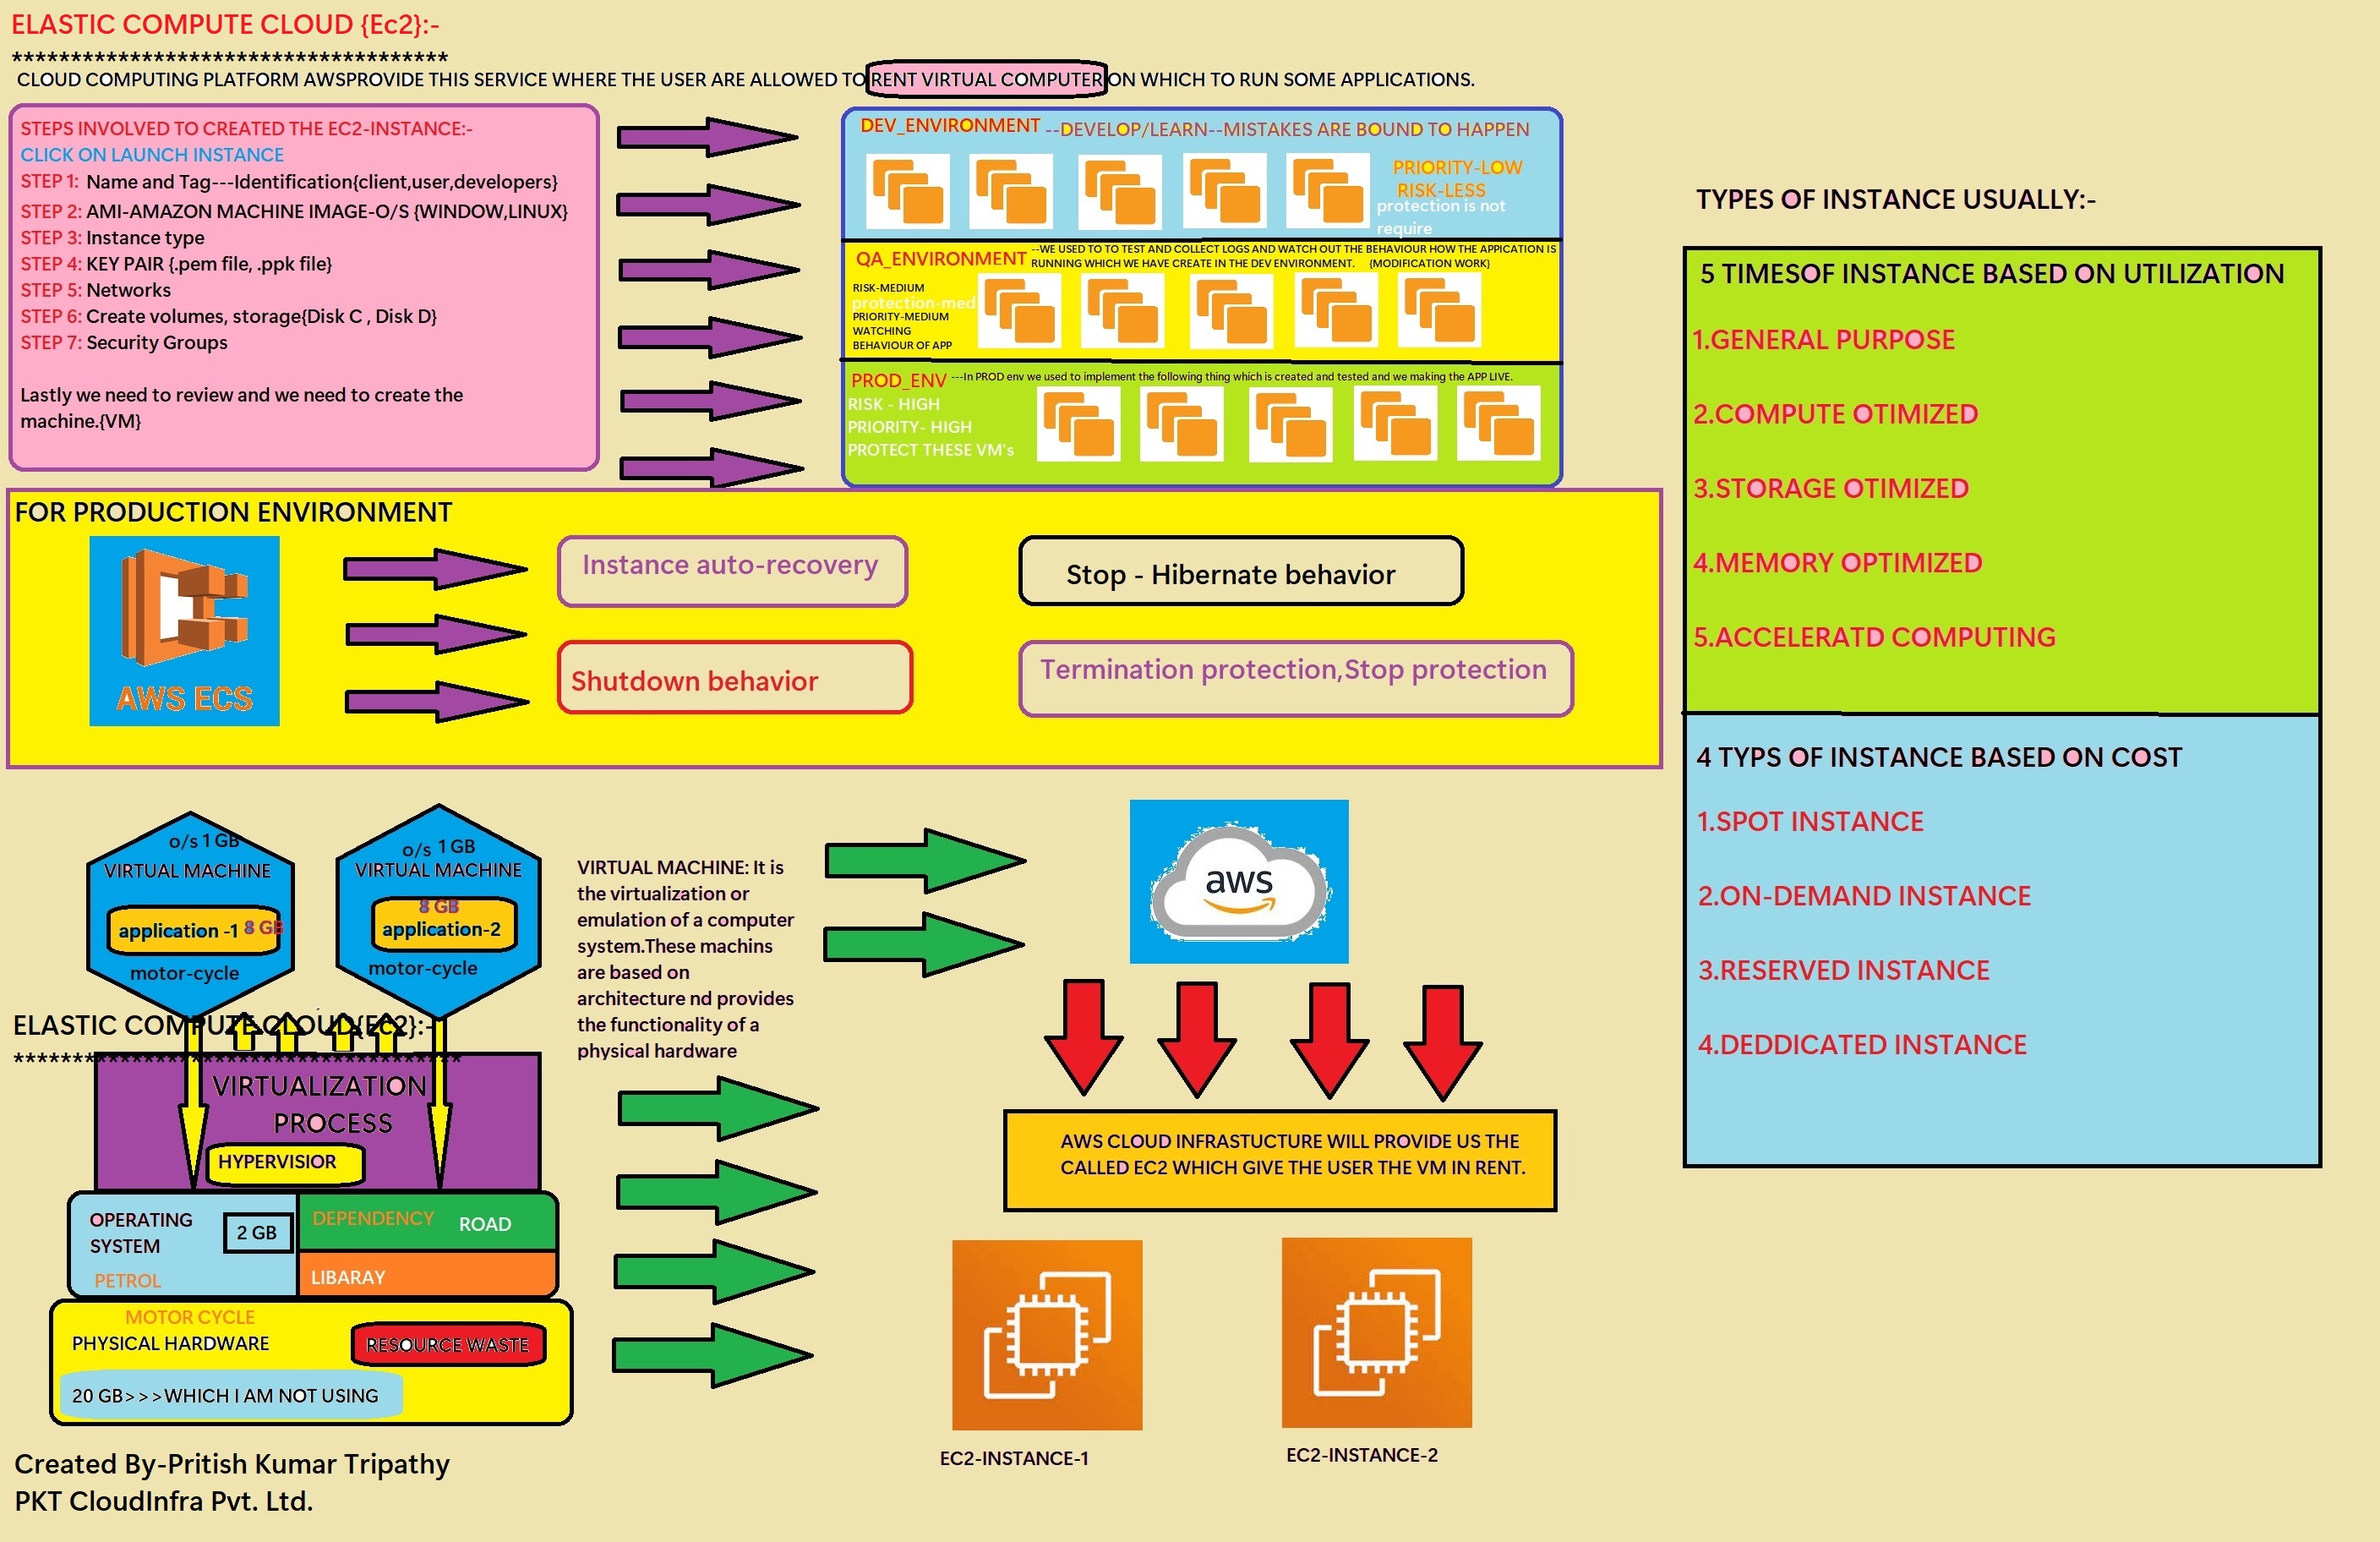 ELASTIC COMPUTE CLOUD {Ec2}:-
*************************************
CLOUD COMPUTING PLATFORM AWSPROVIDE THIS SERVICE WHERE THE USER ARE ALLOWED TO RENT VIRTUAL COMPUTER ON WHICH TO RUN SOME APPLICATIONS.
STEPS INVOLVED TO CREATED THE EC2-INSTANCE:-
CLICK ON LAUNCH INSTANCE
STEP 1: Name and Tag---Identification{client,user,developers}
STEP 2: AMI-AMAZON MACHINE IMAGE-O/S {WINDOW,LINUX}
STEP 3: Instance type
STEP 4: KEY PAIR {.pem file, .ppk file}
STEP 5: Networks
STEP 6: Create volumes, storage{Disk C , Disk D}
STEP 7: Security Groups
Lastly we need to review and we need to create the
machine.{VM}
DEV_ENVIRONMENT --DEVELOP/LEARN--MISTAKES ARE BOUND TO HAPPEN
PRIORITY-LOW
RISK-LESS
protection is not
require
QA_ENVIRONMENT --WE USED TO TO TEST AND COLLECT LOGS AND WATCH OUT THE BEHAVIOUR HOW THE APPICATION IS
RUNNING WHICH WE HAVE CREATE IN THE DEV ENVIRONMENT. {MODIFICATION WORK}
RISK-MEDIUM
protection-med
PRIORITY-MEDIUM
WATCHING
BEHAVIOUR OF APP
PROD_ENV ---In PROD env we used to implement the following thing which is created and tested and we making the APP LIVE.
RISK - HIGH
PRIORITY- HIGH
PROTECT THESE VM's
FOR PRODUCTION ENVIRONMENT
AWS ECS
Instance auto-recovery
Stop - Hibernate behavior
Shutdown behavior
Termination protection,Stop protection
TYPES OF INSTANCE USUALLY:-
5 TIMESOF INSTANCE BASED ON UTILIZATION
1.GENERAL PURPOSE
2.COMPUTE OTIMIZED
3.STORAGE OTIMIZED
4.MEMORY OPTIMIZED
5.ACCELERATD COMPUTING
4 TYPS OF INSTANCE BASED ON COST
1.SPOT INSTANCE
2.ON-DEMAND INSTANCE
3.RESERVED INSTANCE
4.DEDDICATED INSTANCE
o/s 1 GB
VIRTUAL MACHINE
application -1 8 GB
motor-cycle
o/s 1 GB
VIRTUAL MACHINE
8 GB
application-2
motor-cycle
VIRTUAL MACHINE: It is
the virtualization or
emulation of a computer
system.These machins
are based on
architecture nd provides
the functionality of a
physical hardware
aws
ELASTIC COMPUTE CLOUD{Ec2}:-
**************************************
VIRTUALIZATION
PROCESS
HYPERVISIOR
OPERATING
SYSTEM
2 GB
PETROL
DEPENDENCY ROAD
LIBARAY
MOTOR CYCLE
PHYSICAL HARDWARE
RESOURCE WASTE
20 GB>>>WHICH I AM NOT USING
AWS CLOUD INFRASTUCTURE WILL PROVIDE US THE
CALLED EC2 WHICH GIVE THE USER THE VM IN RENT.
EC2-INSTANCE-1
EC2-INSTANCE-2
Created By-Pritish Kumar Tripathy
PKT CloudInfra Pvt. Ltd.